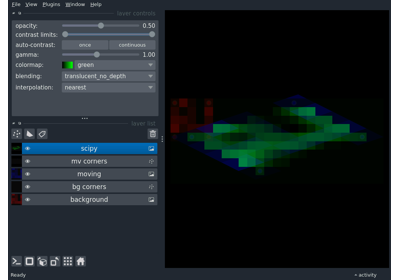 File View Plugins Window Help
layer controls
opacity: 0.50
contrast limits:
auto-contrast: once continuous
gamma: 1.00
colormap: green
blending: translucent_no_depth
interpolation: nearest
layer list
scipy
mv corners
moving
bg corners
background
Ready activity